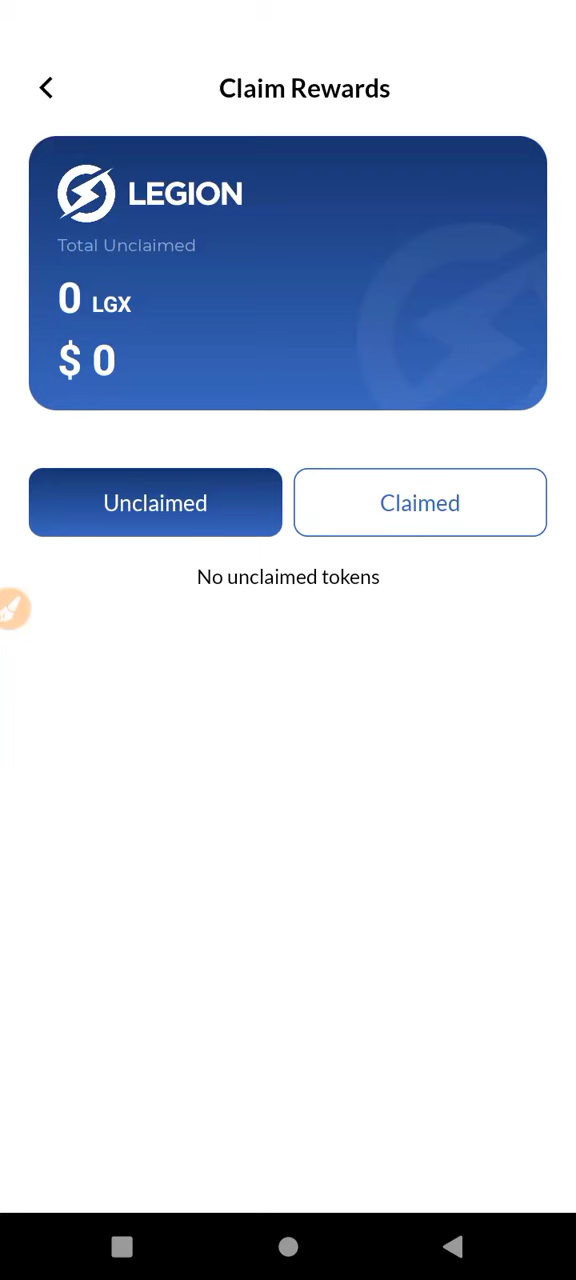 Claim Rewards
LEGION
Total Unclaimed
0 LGX
$ 0
Unclaimed
Claimed
No unclaimed tokens